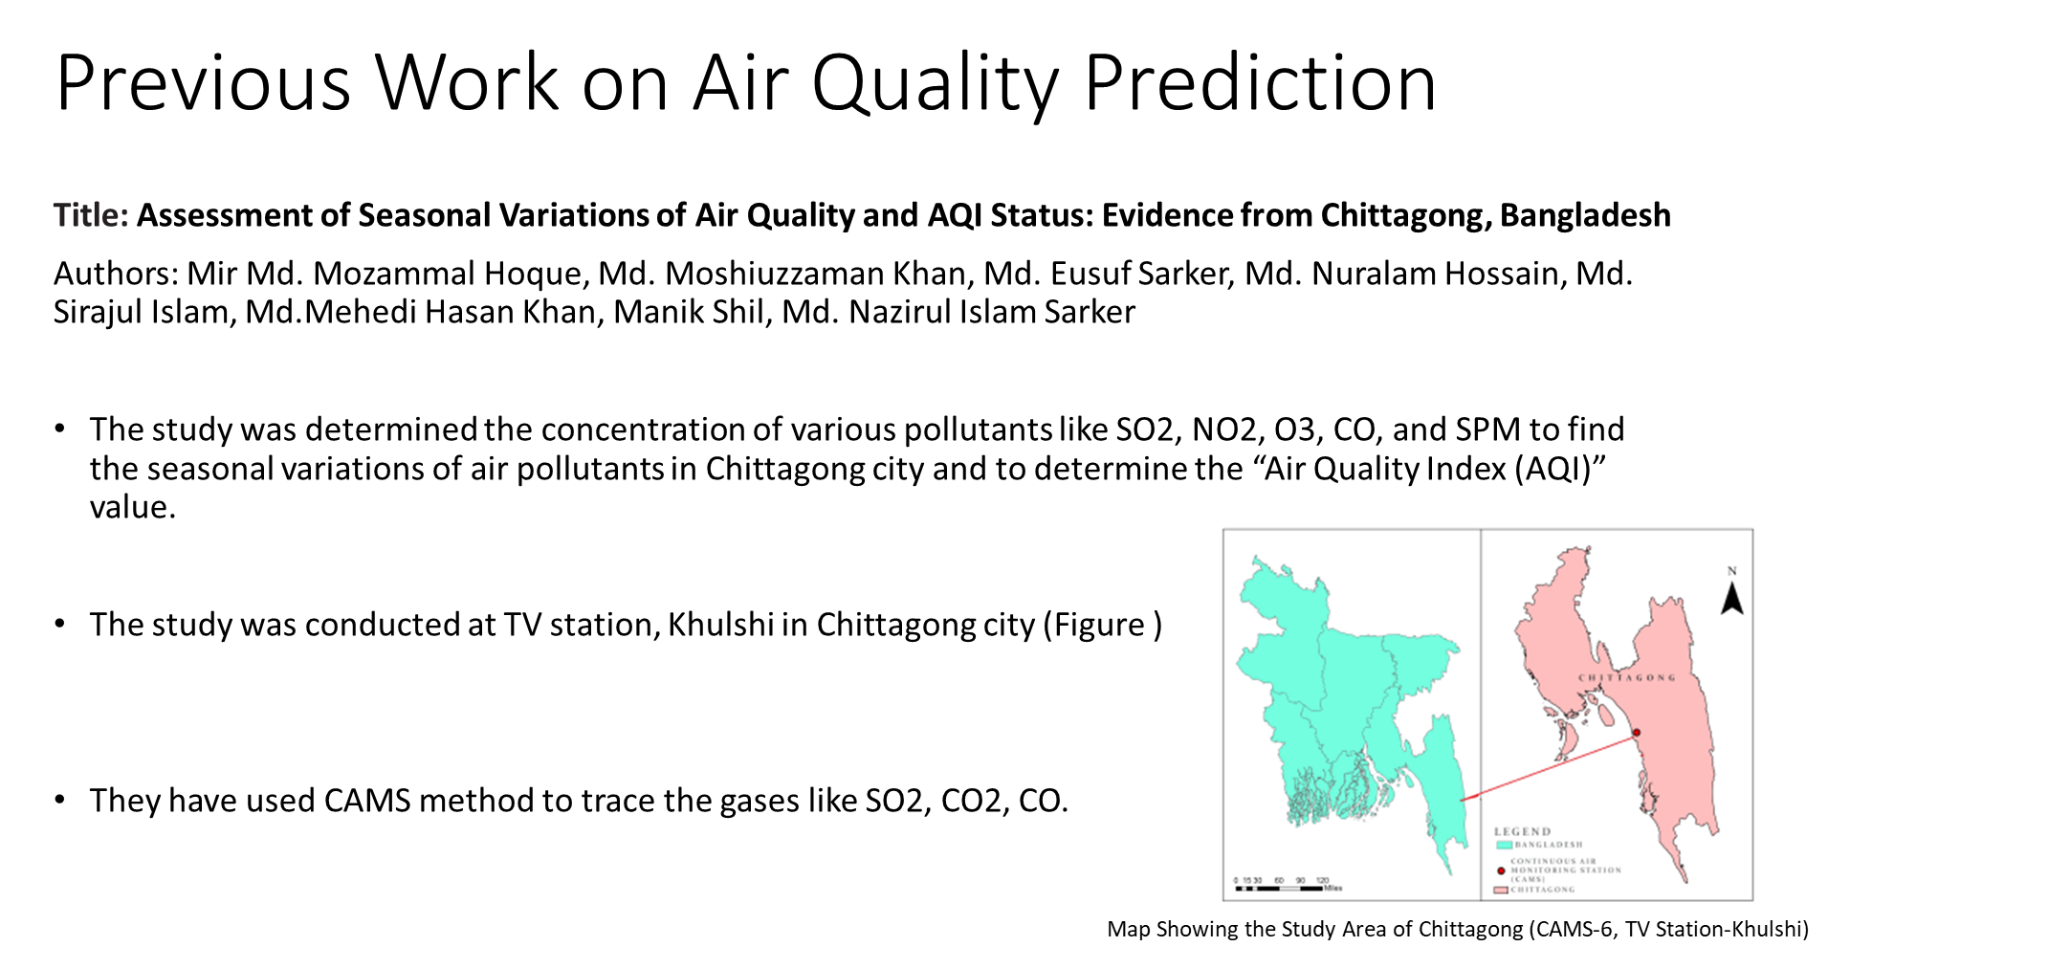 Previous Work on Air Quality Prediction
Title: Assessment of Seasonal Variations of Air Quality and AQI Status: Evidence from Chittagong, Bangladesh
Authors: Mir Md. Mozammal Hoque, Md. Moshiuzzaman Khan, Md. Eusuf Sarker, Md. Nuralam Hossain, Md.
Sirajul Islam, Md.Mehedi Hasan Khan, Manik Shil, Md. Nazirul Islam Sarker
• The study was determined the concentration of various pollutants like SO2, NO2, O3, CO, and SPM to find
the seasonal variations of air pollutants in Chittagong city and to determine the “Air Quality Index (AQI)”
value.
• The study was conducted at TV station, Khulshi in Chittagong city (Figure )
• They have used CAMS method to trace the gases like SO2, CO2, CO.
N
CHITTAGONG
LEGEND
BANGLADESH
CONTINUOUS AIR
MONITORING STATION
(CAMS)
CHITTAGONG
0 15 30 60 90 120
Miles
Map Showing the Study Area of Chittagong (CAMS-6, TV Station-Khulshi)